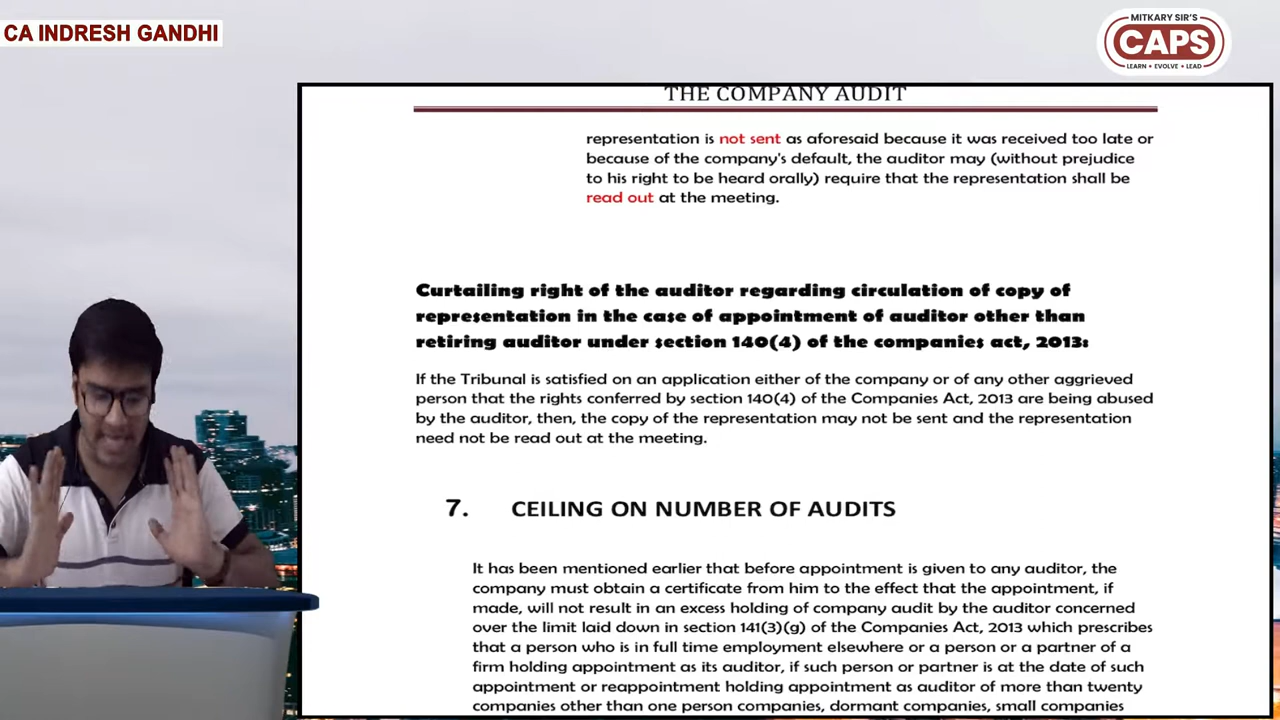 CA INDRESH GANDHI
MITKARY SIR'S
CAPS
LEARN • EVOLVE • LEAD
THE COMPANY AUDIT
representation is not sent as aforesaid because it was received too late or
because of the company's default, the auditor may (without prejudice
to his right to be heard orally) require that the representation shall be
read out at the meeting.
Curtailing right of the auditor regarding circulation of copy of
representation in the case of appointment of auditor other than
retiring auditor under section 140(4) of the companies act, 2013:
If the Tribunal is satisfied on an application either of the company or of any other aggrieved
person that the rights conferred by section 140(4) of the Companies Act, 2013 are being abused
by the auditor, then, the copy of the representation may not be sent and the representation
need not be read out at the meeting.
7. CEILING ON NUMBER OF AUDITS
It has been mentioned earlier that before appointment is given to any auditor, the
company must obtain a certificate from him to the effect that the appointment, if
made, will not result in an excess holding of company audit by the auditor concerned
over the limit laid down in section 141(3)(g) of the Companies Act, 2013 which prescribes
that a person who is in full time employment elsewhere or a person or a partner of a
firm holding appointment as its auditor, if such person or partner is at the date of such
appointment or reappointment holding appointment as auditor of more than twenty
companies other than one person companies, dormant companies, small companies